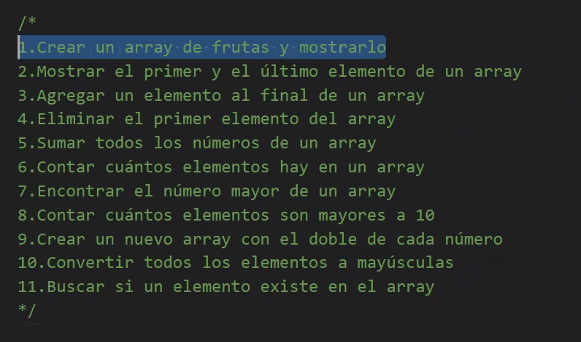 /*
1.Crear un array de frutas y mostrarlo
2.Mostrar el primer y el último elemento de un array
3.Agregar un elemento al final de un array
4.Eliminar el primer elemento del array
5.Sumar todos los números de un array
6.Contar cuántos elementos hay en un array
7.Encontrar el número mayor de un array
8.Contar cuántos elementos son mayores a 10
9.Crear un nuevo array con el doble de cada número
10.Convertir todos los elementos a mayúsculas
11.Buscar si un elemento existe en el array
*/